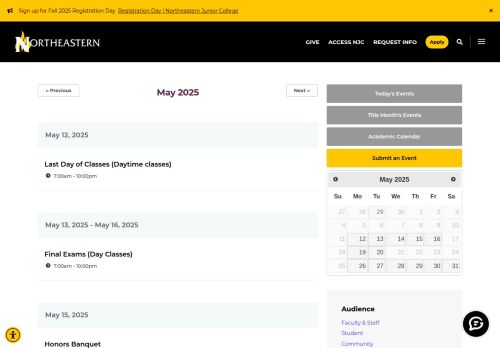 Sign up for Fall 2025 Registration Day Registration Day | Northeastern Junior College ×
NORTHEASTERN
GIVE ACCESS NJC REQUEST INFO Apply
« Previous
May 2025
Next »
May 12, 2025
Last Day of Classes (Daytime classes)
7:00am - 10:00pm
May 13, 2025 - May 16, 2025
Final Exams (Day Classes)
7:00am - 10:00pm
May 15, 2025
Honors Banquet
Today's Events
This Month's Events
Academic Calendar
Submit an Event
May 2025
Su Mo Tu We Th Fr Sa
27 28 29 30 1 2 3
4 5 6 7 8 9 10
11 12 13 14 15 16 17
18 19 20 21 22 23 24
25 26 27 28 29 30 31
Audience
Faculty & Staff
Student
Community